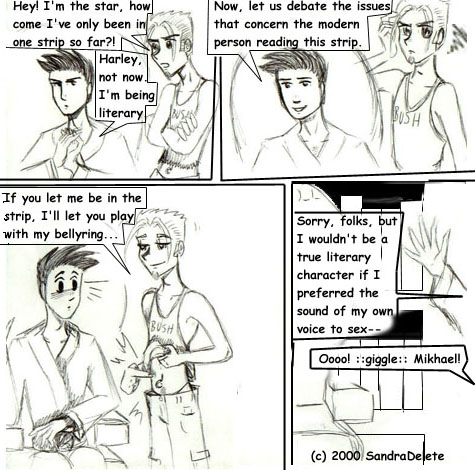 Hey! I'm the star, how
come I've only been in
one strip so far?!
Harley,
not now.
I'm being
literary
Now, let us debate the issues
that concern the modern
person reading this strip.
BUSH
BUSH
If you let me be in the
strip, I'll let you play
with my bellyring...
BUSH
Sorry, folks, but
I wouldn't be a
true literary
character if I
preferred the
sound of my own
voice to sex--
Oooo! ::giggle:: Mikhael!
(c) 2000 SandraDelete